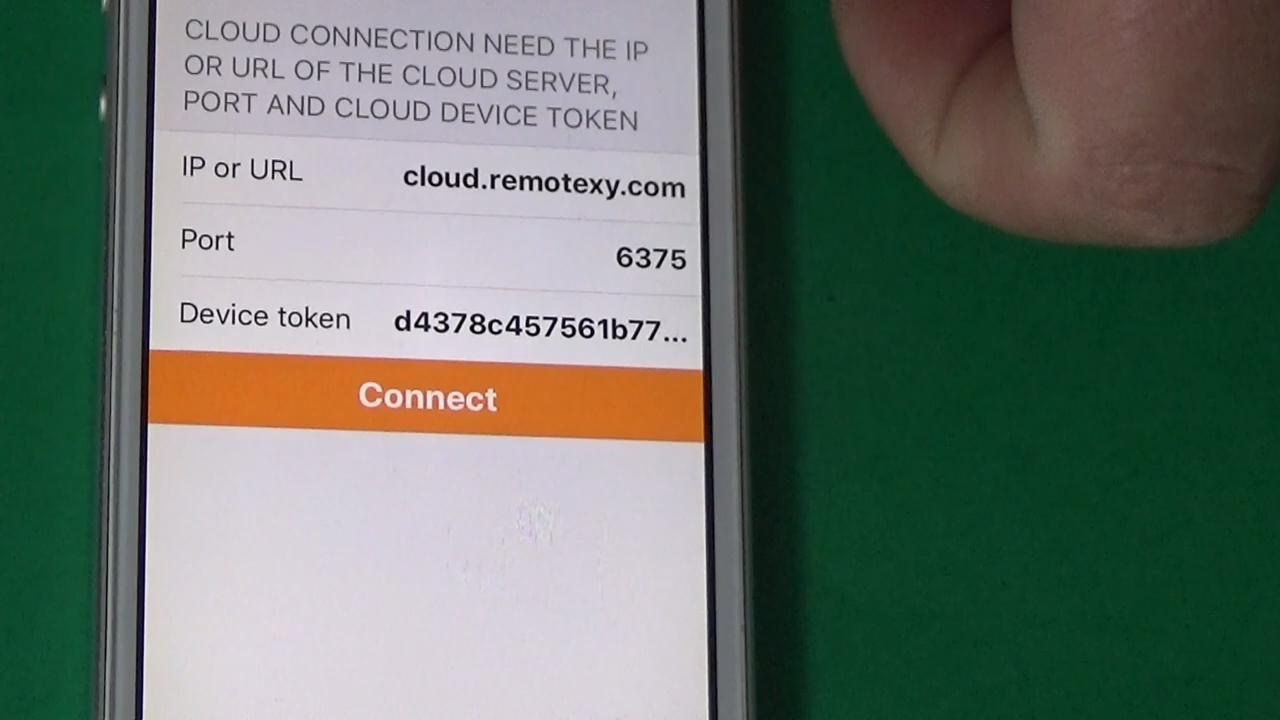 CLOUD CONNECTION NEED THE IP
OR URL OF THE CLOUD SERVER,
PORT AND CLOUD DEVICE TOKEN
IP or URL cloud.remotexy.com
Port 6375
Device token d4378c457561b77...
Connect